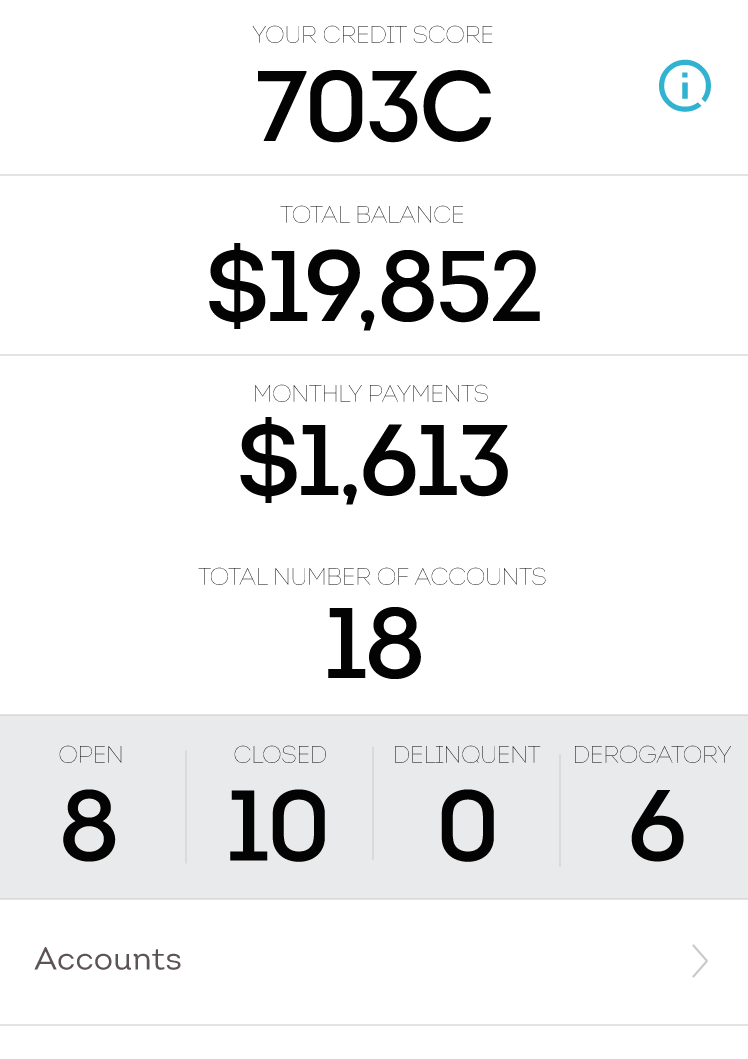 YOUR CREDIT SCORE
703C
TOTAL BALANCE
$19,852
MONTHLY PAYMENTS
$1,613
TOTAL NUMBER OF ACCOUNTS
18
OPEN CLOSED DELINQUENT DEROGATORY
8 10 0 6
Accounts